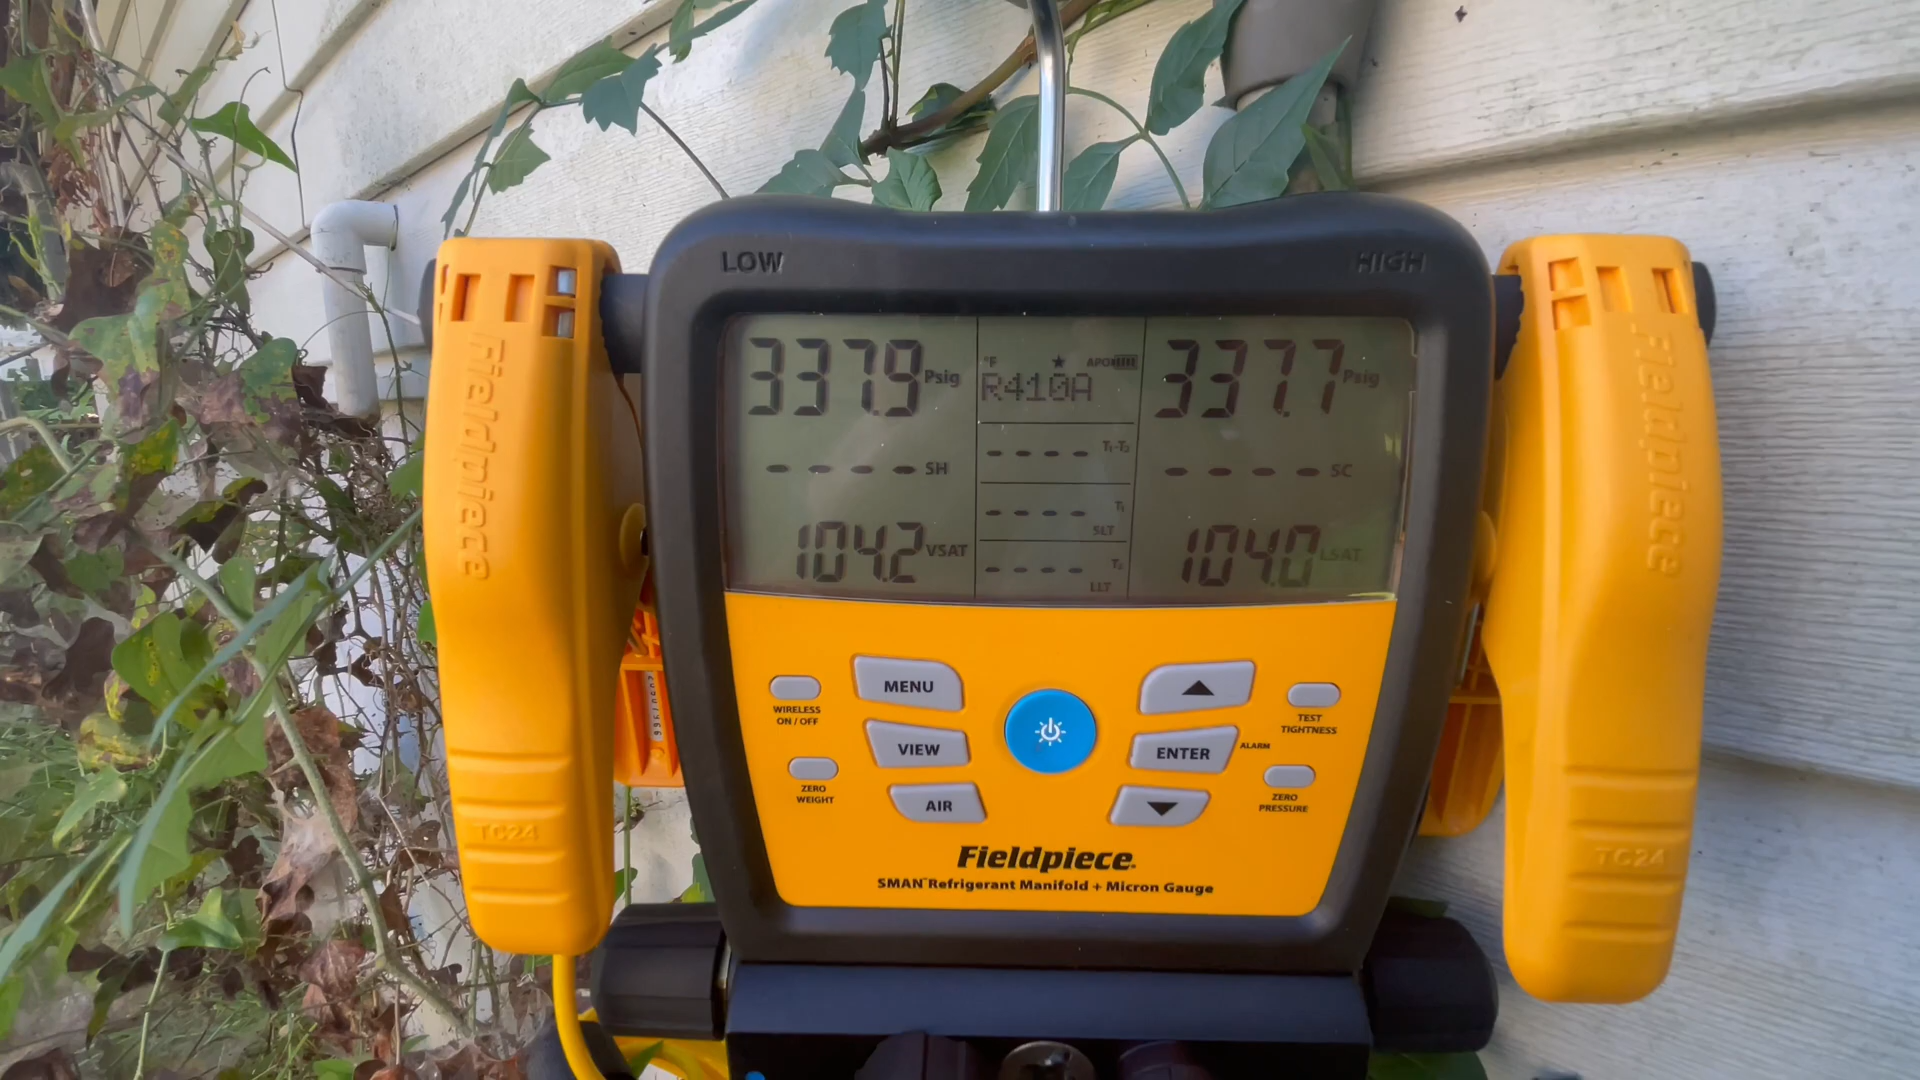 LOW
HIGH
Fieldpiece
Fieldpiece
337.9 Psig
°F APO
R410A
337.7 Psig
---- SH
---- T₁-T₂
---- SC
---- T₁
SLT
104.2 VSAT
104.0 LSAT
---- T₂
LLT
MENU
WIRELESS
ON / OFF
TEST
TIGHTNESS
VIEW
ENTER
ALARM
ZERO
WEIGHT
AIR
ZERO
PRESSURE
TC24
TC24
Fieldpiece
SMAN™ Refrigerant Manifold + Micron Gauge